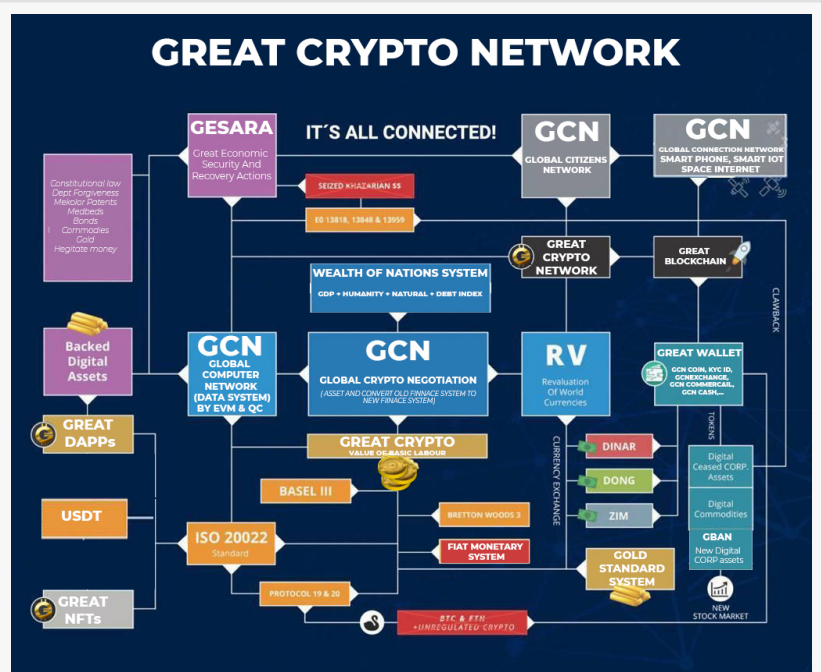 GREAT CRYPTO NETWORK
GESARA
Great Economic
Security And
Recovery Actions
IT´S ALL CONNECTED!
GCN
GLOBAL CITIZENS
NETWORK
GCN
GLOBAL CONNECTION NETWORK
SMART PHONE, SMART IOT
SPACE INTERNET
Constitutional law
Dept Forgiveness
Mekolor Patents
Medbeds
Bonds
Commodies
Gold
Hegitate money
SEIZED KHAZARIAN $$
EO 13818, 13848 & 13959
GREAT
CRYPTO
NETWORK
GREAT
BLOCKCHAIN
WEALTH OF NATIONS SYSTEM
GDP + HUMANITY + NATURAL + DEBT INDEX
CLAWBACK
Backed
Digital
Assets
GCN
GLOBAL
COMPUTER
NETWORK
(DATA SYSTEM)
BY EVM & QC
GCN
GLOBAL CRYPTO NEGOTIATION
( ASSET AND CONVERT OLD FINNACE SYSTEM TO
NEW FIINACE SYSTEM)
RV
Revaluation
Of World
Currencies
GREAT WALLET
GCN COIN, KYC ID,
GCNEXCHANGE,
GCN COMMERCAIL,
GCN CASH,...
GREAT
DAPPs
GREAT CRYPTO
VALUE OF BASIC LABOUR
CURRENCY EXCHANGE
TOKENS
DINAR
DONG
ZIM
Digital
Ceased CORP.
Assets
Digital
Commodities
GBAN
New Digital
CORP assets
BASEL III
USDT
BRETTON WOODS 3
ISO 20022
Standard
FIAT MONETARY
SYSTEM
GOLD
STANDARD
SYSTEM
PROTOCOL 19 & 20
GREAT
NFTs
BTC & ETH
+UNREGULATED CRYPTO
NEW
STOCK MARKET